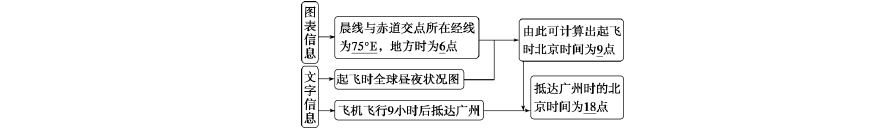 图表信息
晨线与赤道交点所在经线
为75°E，地方时为6点
由此可计算出起飞
时北京时间为9点
文字信息
起飞时全球昼夜状况图
飞机飞行9小时后抵达广州
抵达广州时的北
京时间为18点